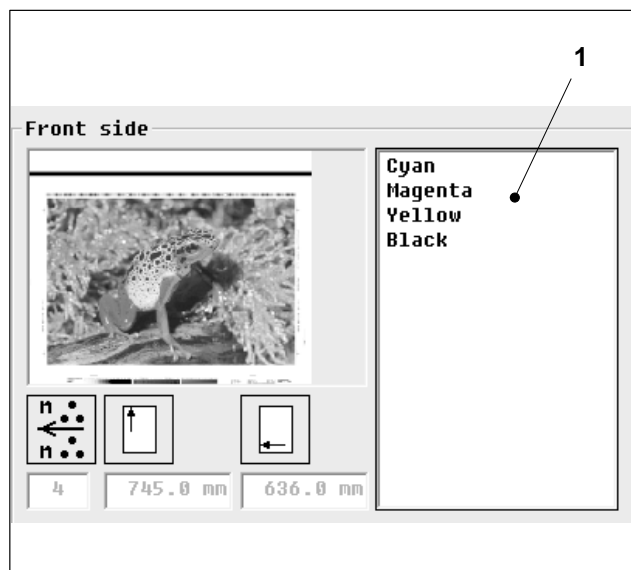 1
Front side
Cyan
Magenta
Yellow
Black
n
n
4
745.0 mm
636.0 mm